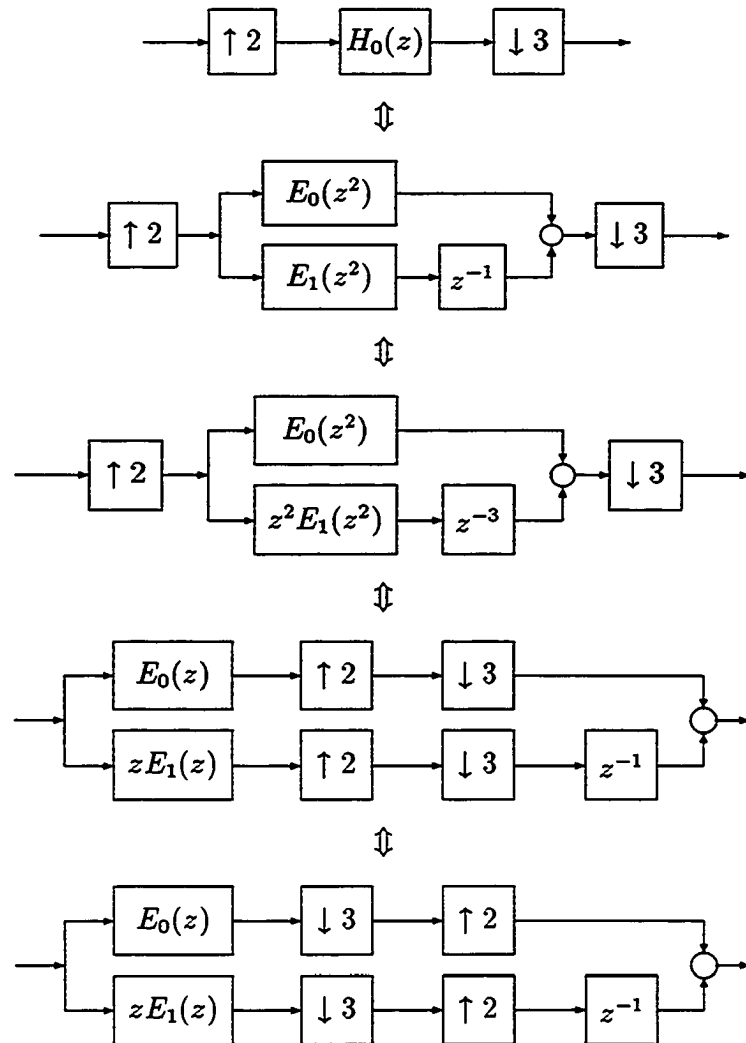 ↑ 2 H₀(z) ↓ 3
⇕
E₀(z²)
↑ 2 ↓ 3
E₁(z²) z⁻¹
⇕
E₀(z²)
↑ 2 ↓ 3
z²E₁(z²) z⁻³
⇕
E₀(z) ↑ 2 ↓ 3
zE₁(z) ↑ 2 ↓ 3 z⁻¹
⇕
E₀(z) ↓ 3 ↑ 2
zE₁(z) ↓ 3 ↑ 2 z⁻¹